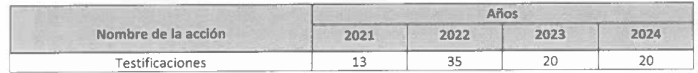 Años
Nombre de la acción 2021 2022 2023 2024
Testificaciones 13 35 20 20